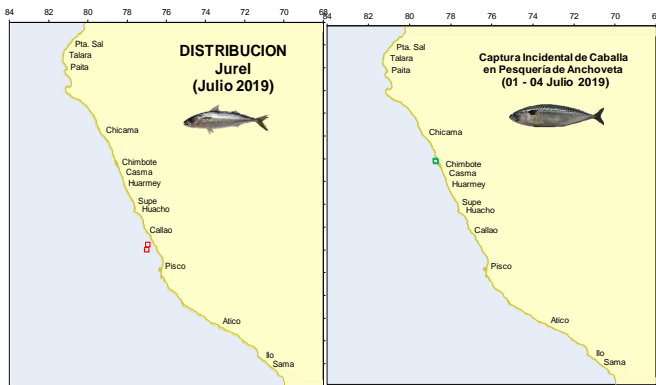 84 82 80 78 76 74 72 70 68
DISTRIBUCION
Jurel
(Julio 2019)
Pta. Sal
Talara
Paita
Chicama
Chimbote
Casma
Huarmey
Supe
Huacho
Callao
Pisco
Atico
Ilo
Sama
84 82 80 78 76 74 72 70 6
Captura Incidental de Caballa
en Pesquería de Anchoveta
(01 - 04 Julio 2019)
Pta. Sal
Talara
Paita
Chicama
Chimbote
Casma
Huarmey
Supe
Huacho
Callao
Pisco
Atico
Ilo
Sama